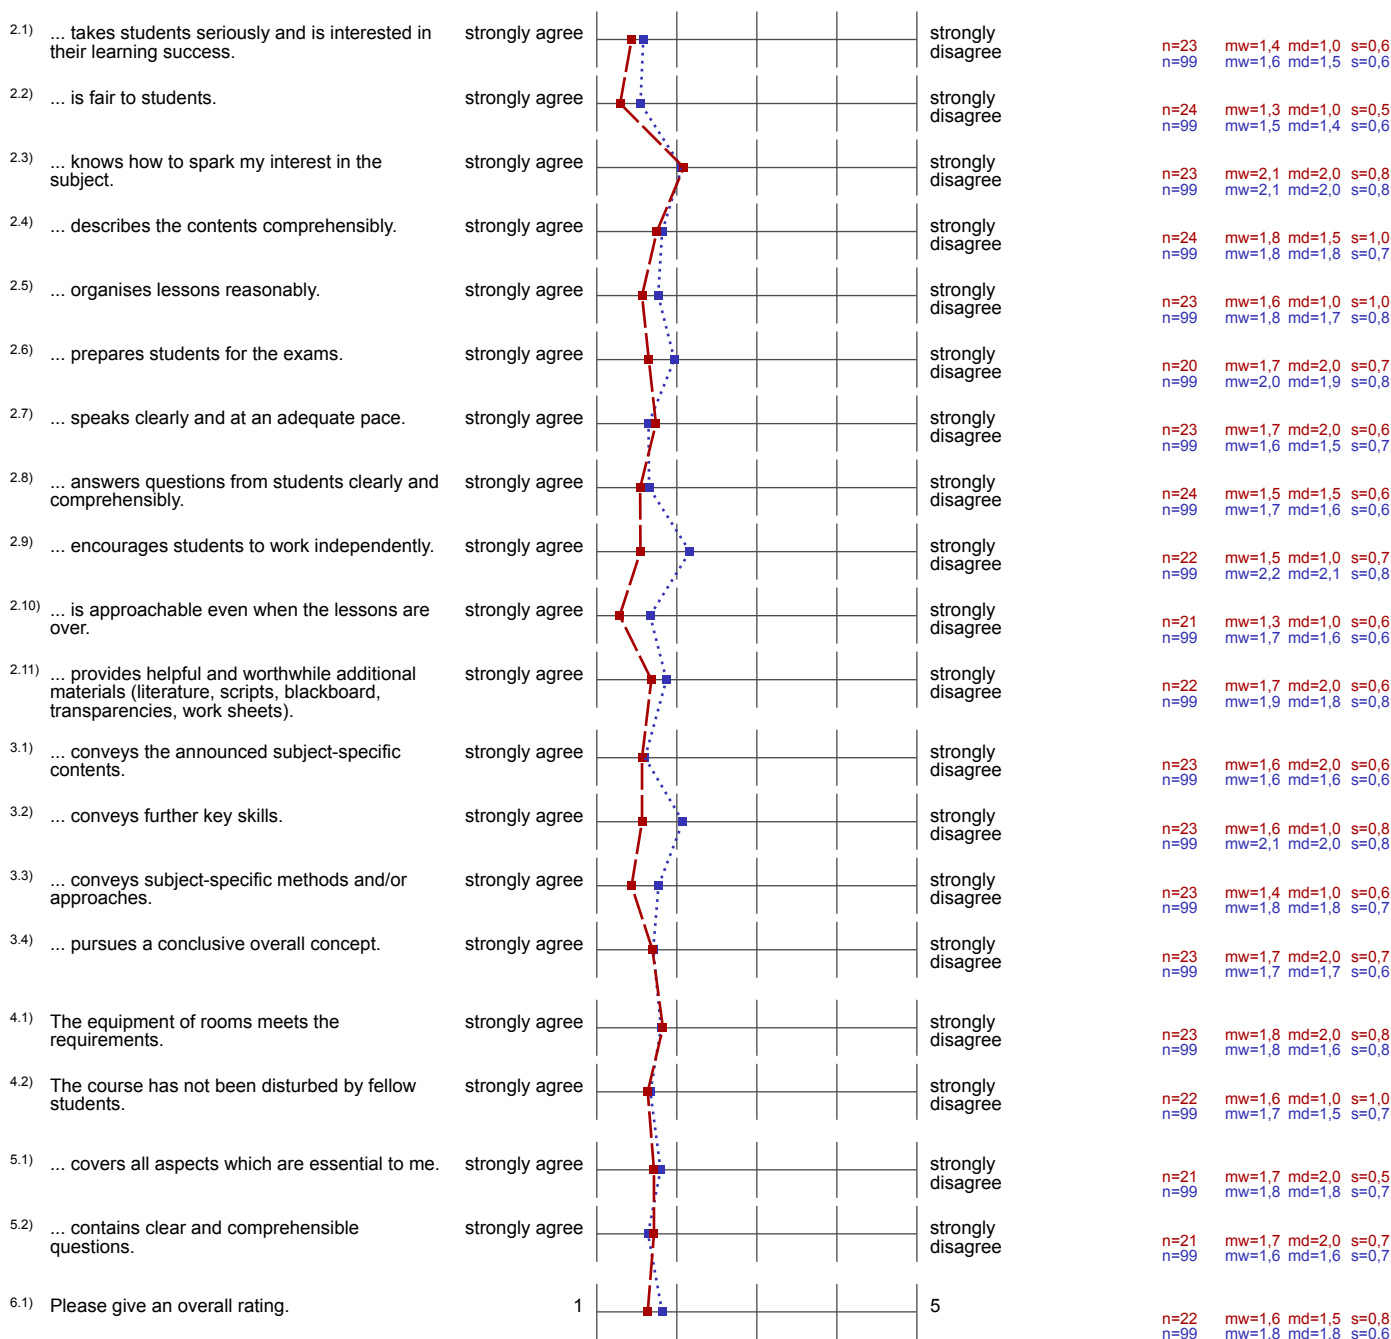 2.1) ... takes students seriously and is interested in their learning success. strongly agree strongly disagree n=23 mw=1,4 md=1,0 s=0,6
n=99 mw=1,6 md=1,5 s=0,6
2.2) ... is fair to students. strongly agree strongly disagree n=24 mw=1,3 md=1,0 s=0,5
n=99 mw=1,5 md=1,4 s=0,6
2.3) ... knows how to spark my interest in the subject. strongly agree strongly disagree n=23 mw=2,1 md=2,0 s=0,8
n=99 mw=2,1 md=2,0 s=0,8
2.4) ... describes the contents comprehensibly. strongly agree strongly disagree n=24 mw=1,8 md=1,5 s=1,0
n=99 mw=1,8 md=1,8 s=0,7
2.5) ... organises lessons reasonably. strongly agree strongly disagree n=23 mw=1,6 md=1,0 s=1,0
n=99 mw=1,8 md=1,7 s=0,8
2.6) ... prepares students for the exams. strongly agree strongly disagree n=20 mw=1,7 md=2,0 s=0,7
n=99 mw=2,0 md=1,9 s=0,8
2.7) ... speaks clearly and at an adequate pace. strongly agree strongly disagree n=23 mw=1,7 md=2,0 s=0,6
n=99 mw=1,6 md=1,5 s=0,7
2.8) ... answers questions from students clearly and comprehensibly. strongly agree strongly disagree n=24 mw=1,5 md=1,5 s=0,6
n=99 mw=1,7 md=1,6 s=0,6
2.9) ... encourages students to work independently. strongly agree strongly disagree n=22 mw=1,5 md=1,0 s=0,7
n=99 mw=2,2 md=2,1 s=0,8
2.10) ... is approachable even when the lessons are over. strongly agree strongly disagree n=21 mw=1,3 md=1,0 s=0,6
n=99 mw=1,7 md=1,6 s=0,6
2.11) ... provides helpful and worthwhile additional materials (literature, scripts, blackboard, transparencies, work sheets). strongly agree strongly disagree n=22 mw=1,7 md=2,0 s=0,6
n=99 mw=1,9 md=1,8 s=0,8
3.1) ... conveys the announced subject-specific contents. strongly agree strongly disagree n=23 mw=1,6 md=2,0 s=0,6
n=99 mw=1,6 md=1,6 s=0,6
3.2) ... conveys further key skills. strongly agree strongly disagree n=23 mw=1,6 md=1,0 s=0,8
n=99 mw=2,1 md=2,0 s=0,8
3.3) ... conveys subject-specific methods and/or approaches. strongly agree strongly disagree n=23 mw=1,4 md=1,0 s=0,6
n=99 mw=1,8 md=1,8 s=0,7
3.4) ... pursues a conclusive overall concept. strongly agree strongly disagree n=23 mw=1,7 md=2,0 s=0,7
n=99 mw=1,7 md=1,7 s=0,6
4.1) The equipment of rooms meets the requirements. strongly agree strongly disagree n=23 mw=1,8 md=2,0 s=0,8
n=99 mw=1,8 md=1,6 s=0,8
4.2) The course has not been disturbed by fellow students. strongly agree strongly disagree n=22 mw=1,6 md=1,0 s=1,0
n=99 mw=1,7 md=1,5 s=0,7
5.1) ... covers all aspects which are essential to me. strongly agree strongly disagree n=21 mw=1,7 md=2,0 s=0,5
n=99 mw=1,8 md=1,8 s=0,7
5.2) ... contains clear and comprehensible questions. strongly agree strongly disagree n=21 mw=1,7 md=2,0 s=0,7
n=99 mw=1,6 md=1,6 s=0,7
6.1) Please give an overall rating. 1 5 n=22 mw=1,6 md=1,5 s=0,8
n=99 mw=1,8 md=1,8 s=0,6